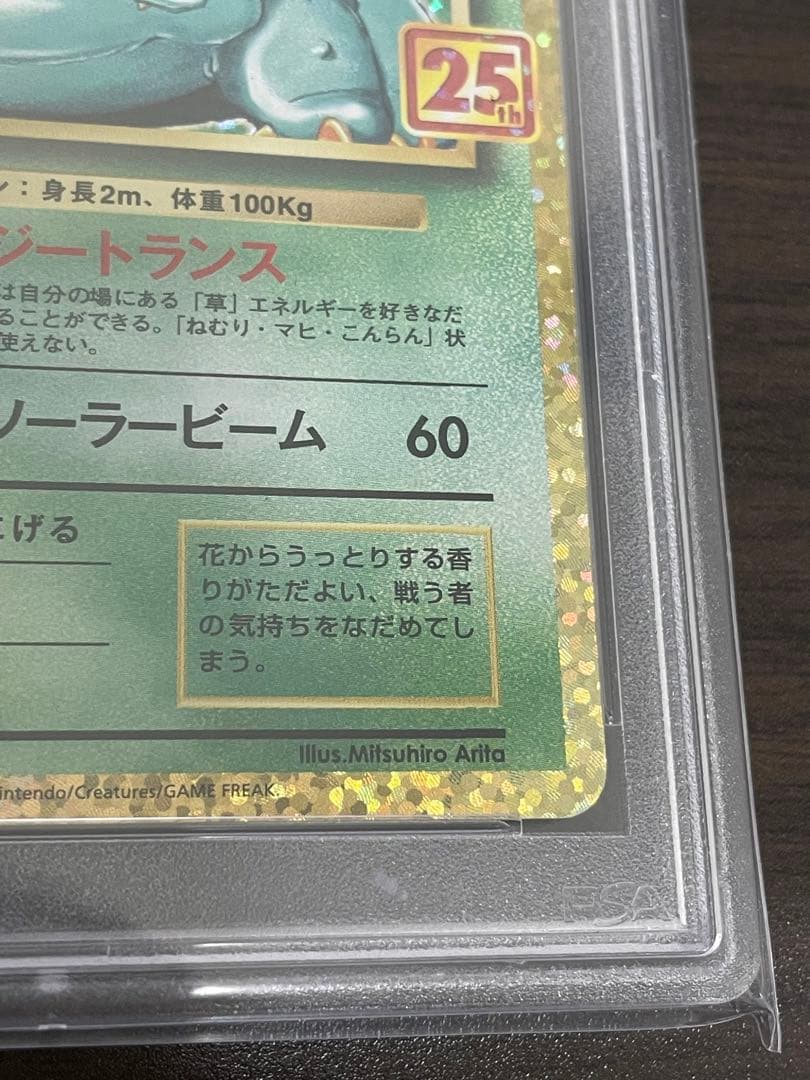 25th
ン：身長2m、体重100Kg
ジートランス
は自分の場にある「草」エネルギーを好きなだ
ることができる。「ねむり・マヒ・こんらん」状
使えない。
ソーラービーム 60
にげる
花からうっとりする香
りがただよい、戦う者
の気持ちをなだめてし
まう。
Illus.Mitsuhiro Arita
intendo/Creatures/GAME FREAK.